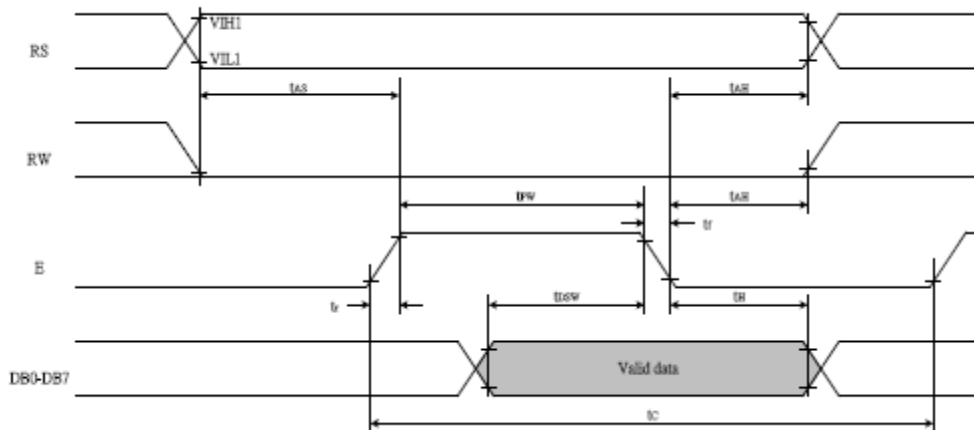 RS
VIH1
VIL1
tAS
tAH
RW
tPW
tAH
tf
E
tr
tDSW
tH
DB0-DB7
Valid data
tC